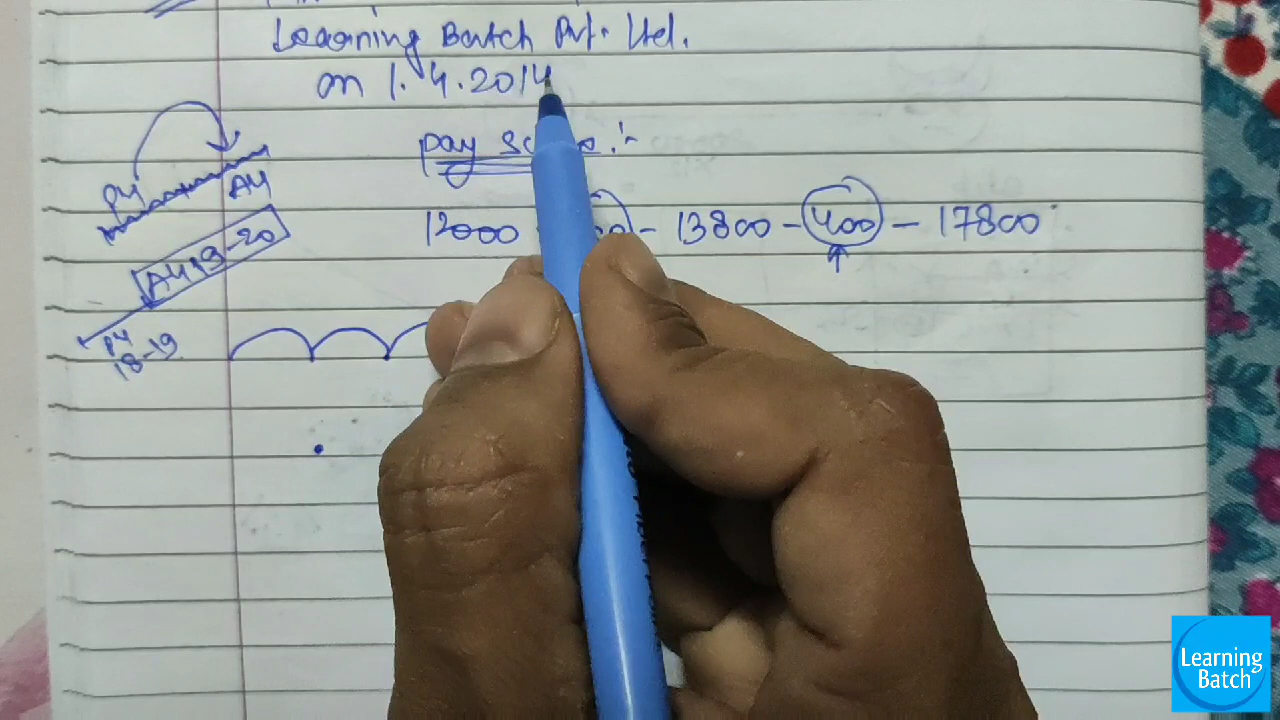 Learning Batch Pvt. Ltd.
on 1.4.2014
pay :-
12000 - 13800 - 400 - 17800
PY
AY
AY 19-20
PY
18-19
Learning
Batch